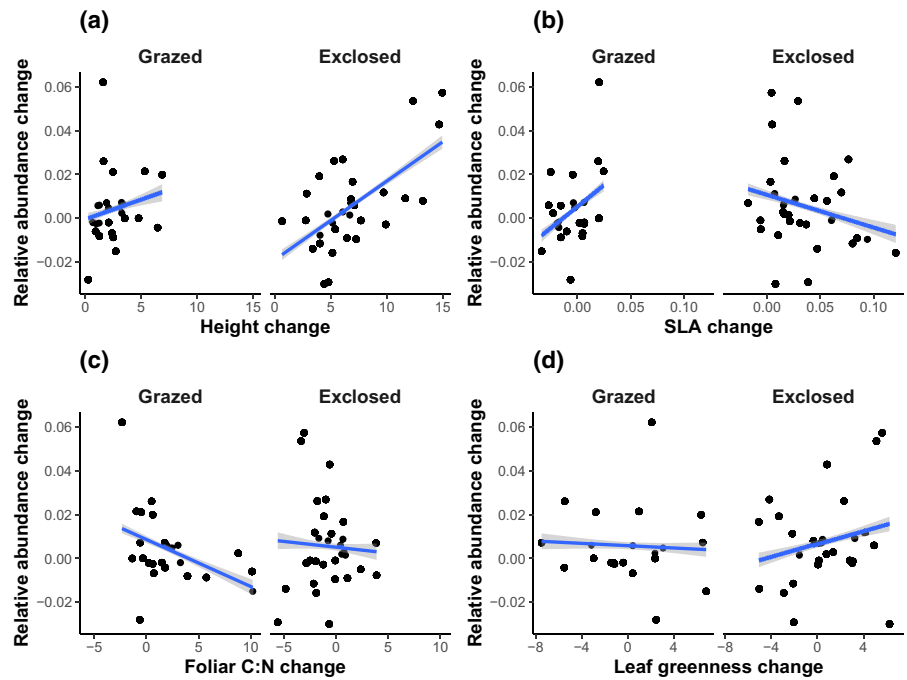 (a)
Grazed
Exclosed
Relative abundance change
0.06
0.04
0.02
0.00
−0.02
0
5
10
15
0
5
10
15
Height change
(b)
Grazed
Exclosed
Relative abundance change
0.06
0.04
0.02
0.00
−0.02
0.00
0.05
0.10
0.00
0.05
0.10
SLA change
(c)
Grazed
Exclosed
Relative abundance change
0.06
0.04
0.02
0.00
−0.02
−5
0
5
10
−5
0
5
10
Foliar C:N change
(d)
Grazed
Exclosed
Relative abundance change
0.06
0.04
0.02
0.00
−0.02
−8
−4
0
4
−8
−4
0
4
Leaf greenness change